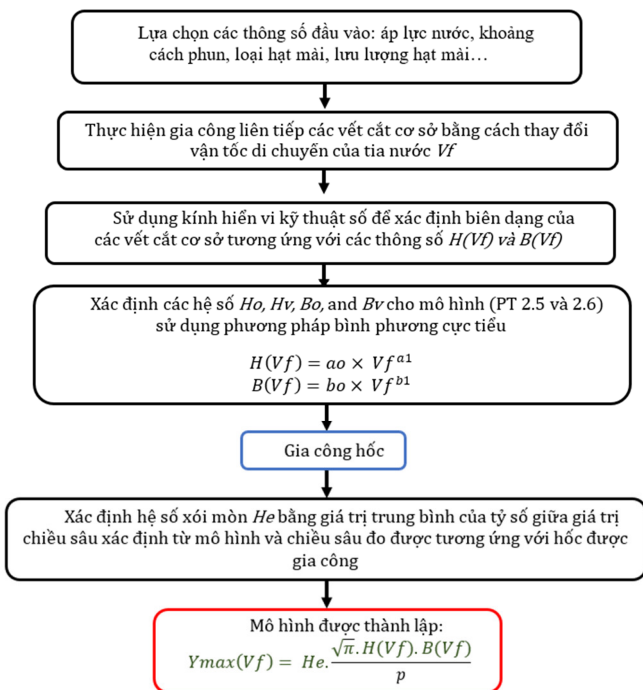 Lựa chọn các thông số đầu vào: áp lực nước, khoảng
cách phun, loại hạt mài, lưu lượng hạt mài...
Thực hiện gia công liên tiếp các vết cắt cơ sở bằng cách thay đổi
vận tốc di chuyển của tia nước Vf
Sử dụng kính hiển vi kỹ thuật số để xác định biên dạng của
các vết cắt cơ sở tương ứng với các thông số H(Vf) và B(Vf)
Xác định các hệ số Ho, Hv, Bo, and Bv cho mô hình (PT 2.5 và 2.6)
sử dụng phương pháp bình phương cực tiểu
H(Vf) = ao × Vf^a1
B(Vf) = bo × Vf^b1
Gia công hốc
Xác định hệ số xói mòn He bằng giá trị trung bình của tỷ số giữa giá trị
chiều sâu xác định từ mô hình và chiều sâu đo được tương ứng với hốc được
gia công
Mô hình được thành lập:
Ymax(Vf) = He. √π.H(Vf).B(Vf) / p